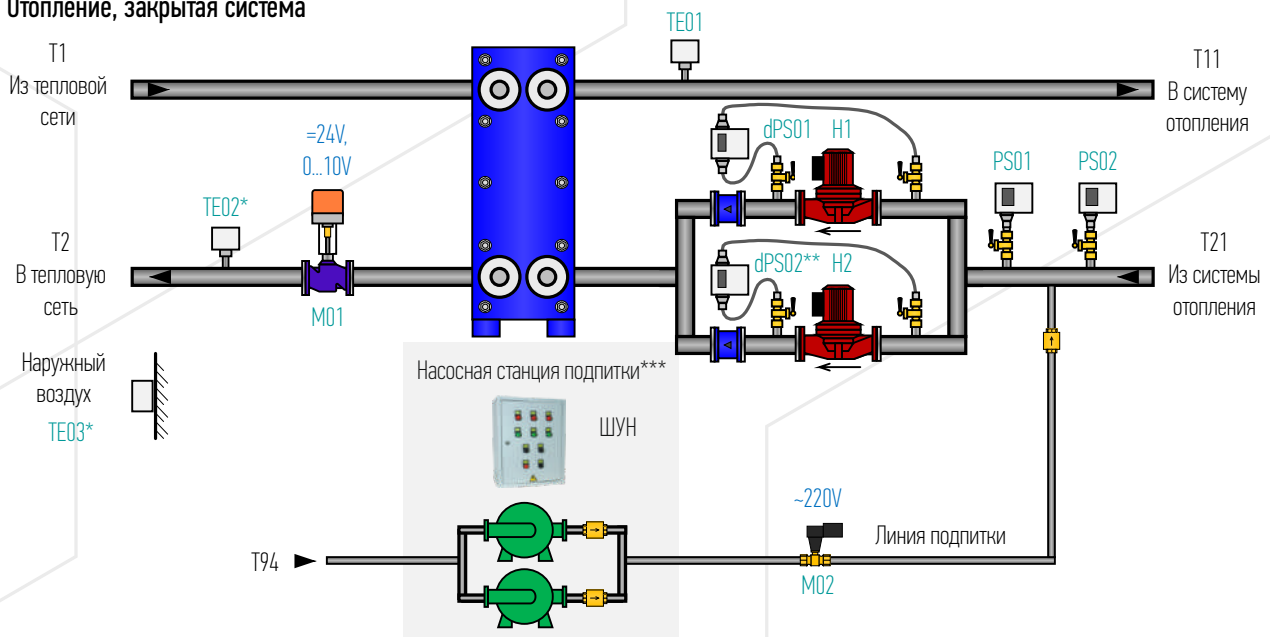 Отопление, закрытая система
TE01
T1
Из тепловой
сети
T11
В систему
отопления
=24V,
0...10V
dPS01
H1
PS01
PS02
TE02*
T2
В тепловую
сеть
M01
dPS02**
H2
T21
Из системы
отопления
Наружный
воздух
TE03*
Насосная станция подпитки***
ШУН
~220V
Линия подпитки
T94
M02